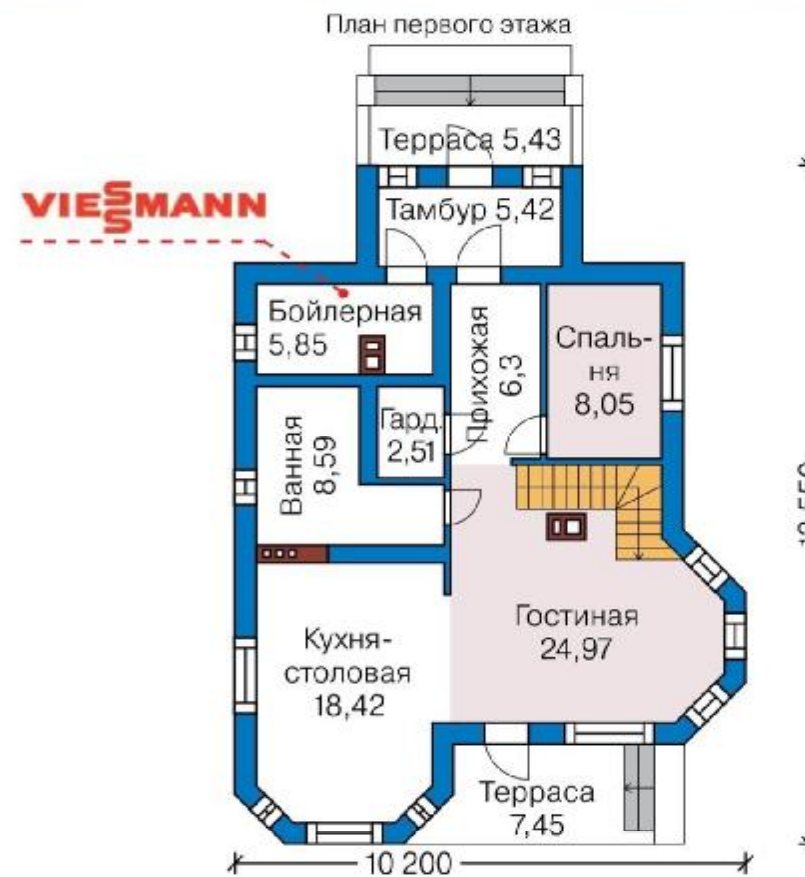 План первого этажа
Терраса 5,43
VIESSMANN
Тамбур 5,42
Бойлерная
5,85
Прихожая
6,3
Спаль-
ня
8,05
Гард.
2,51
Ванная
8,59
Гостиная
24,97
Кухня-
столовая
18,42
Терраса
7,45
10 200